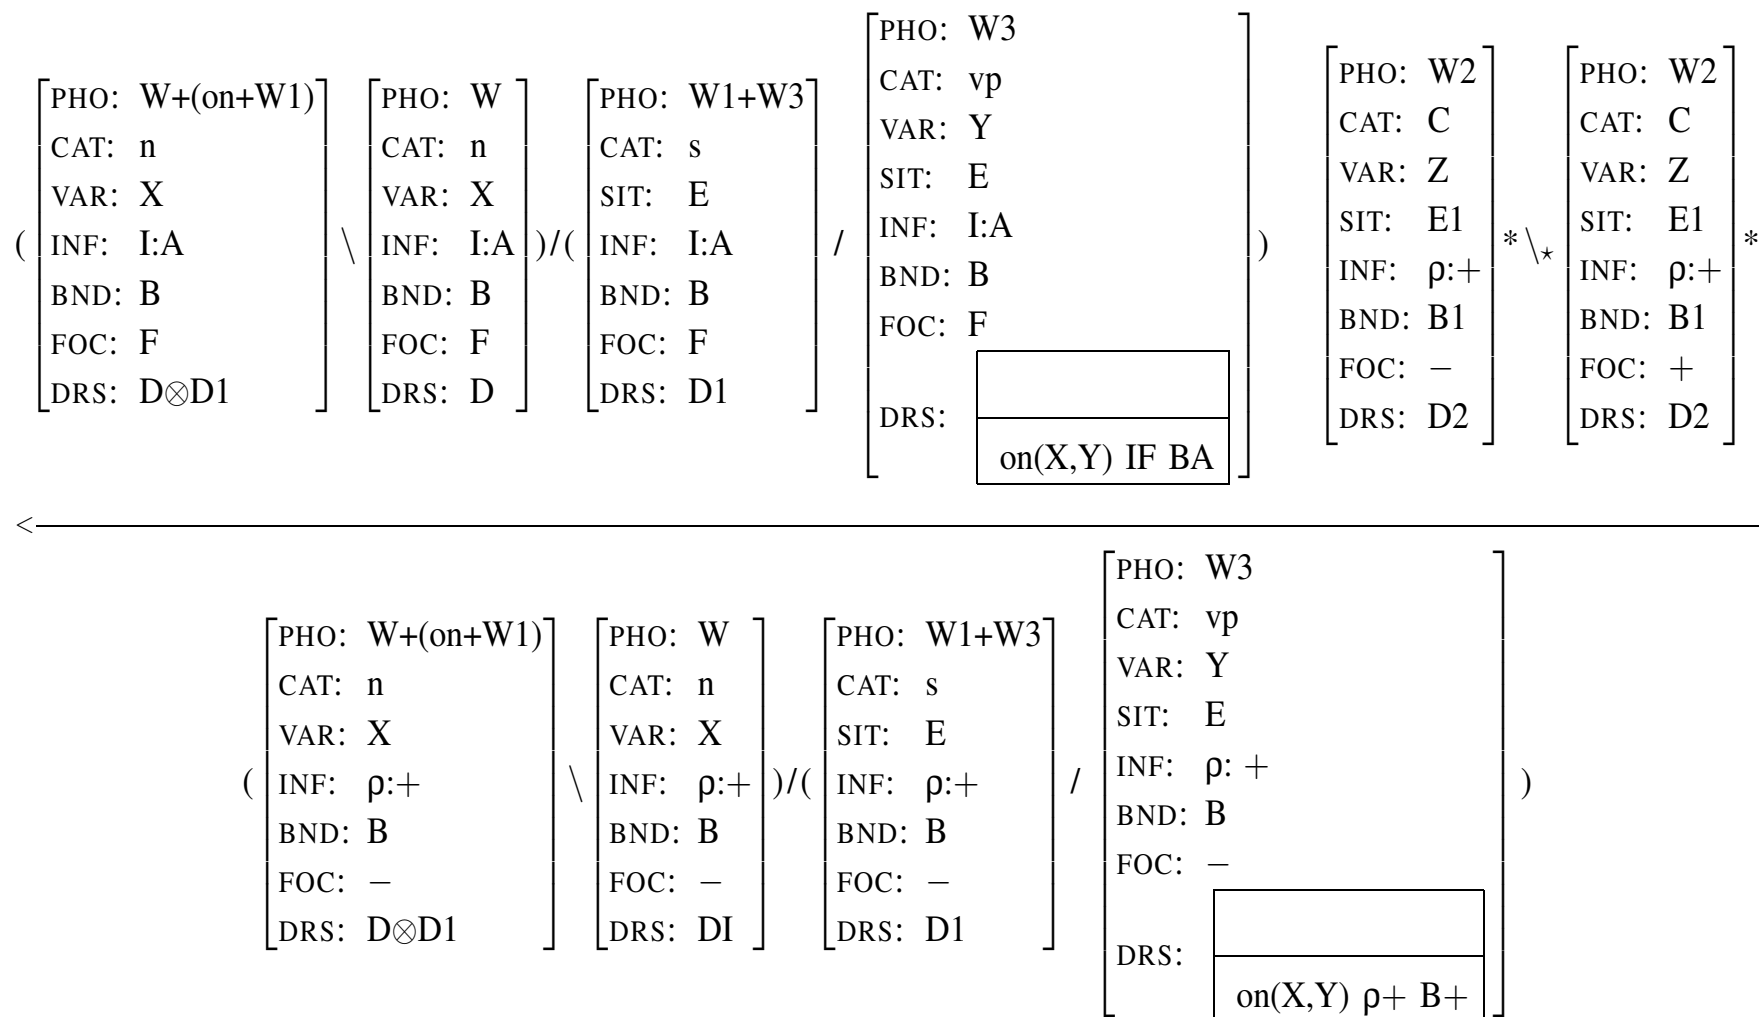 ( [PHO: W+(on+W1) CAT: n VAR: X INF: I:A BND: B FOC: F DRS: D⊗D1] \ [PHO: W CAT: n VAR: X INF: I:A BND: B FOC: F DRS: D] )/( [PHO: W1+W3 CAT: s SIT: E INF: I:A BND: B FOC: F DRS: D1] / [PHO: W3 CAT: vp VAR: Y SIT: E INF: I:A BND: B FOC: F DRS: on(X,Y) IF BA] ) [PHO: W2 CAT: C VAR: Z SIT: E1 INF: ρ:+ BND: B1 FOC: − DRS: D2] *\⋆ [PHO: W2 CAT: C VAR: Z SIT: E1 INF: ρ:+ BND: B1 FOC: + DRS: D2] *
<
( [PHO: W+(on+W1) CAT: n VAR: X INF: ρ:+ BND: B FOC: − DRS: D⊗D1] \ [PHO: W CAT: n VAR: X INF: ρ:+ BND: B FOC: − DRS: DI] )/( [PHO: W1+W3 CAT: s SIT: E INF: ρ:+ BND: B FOC: − DRS: D1] / [PHO: W3 CAT: vp VAR: Y SIT: E INF: ρ: + BND: B FOC: − DRS: on(X,Y) ρ+ B+] )